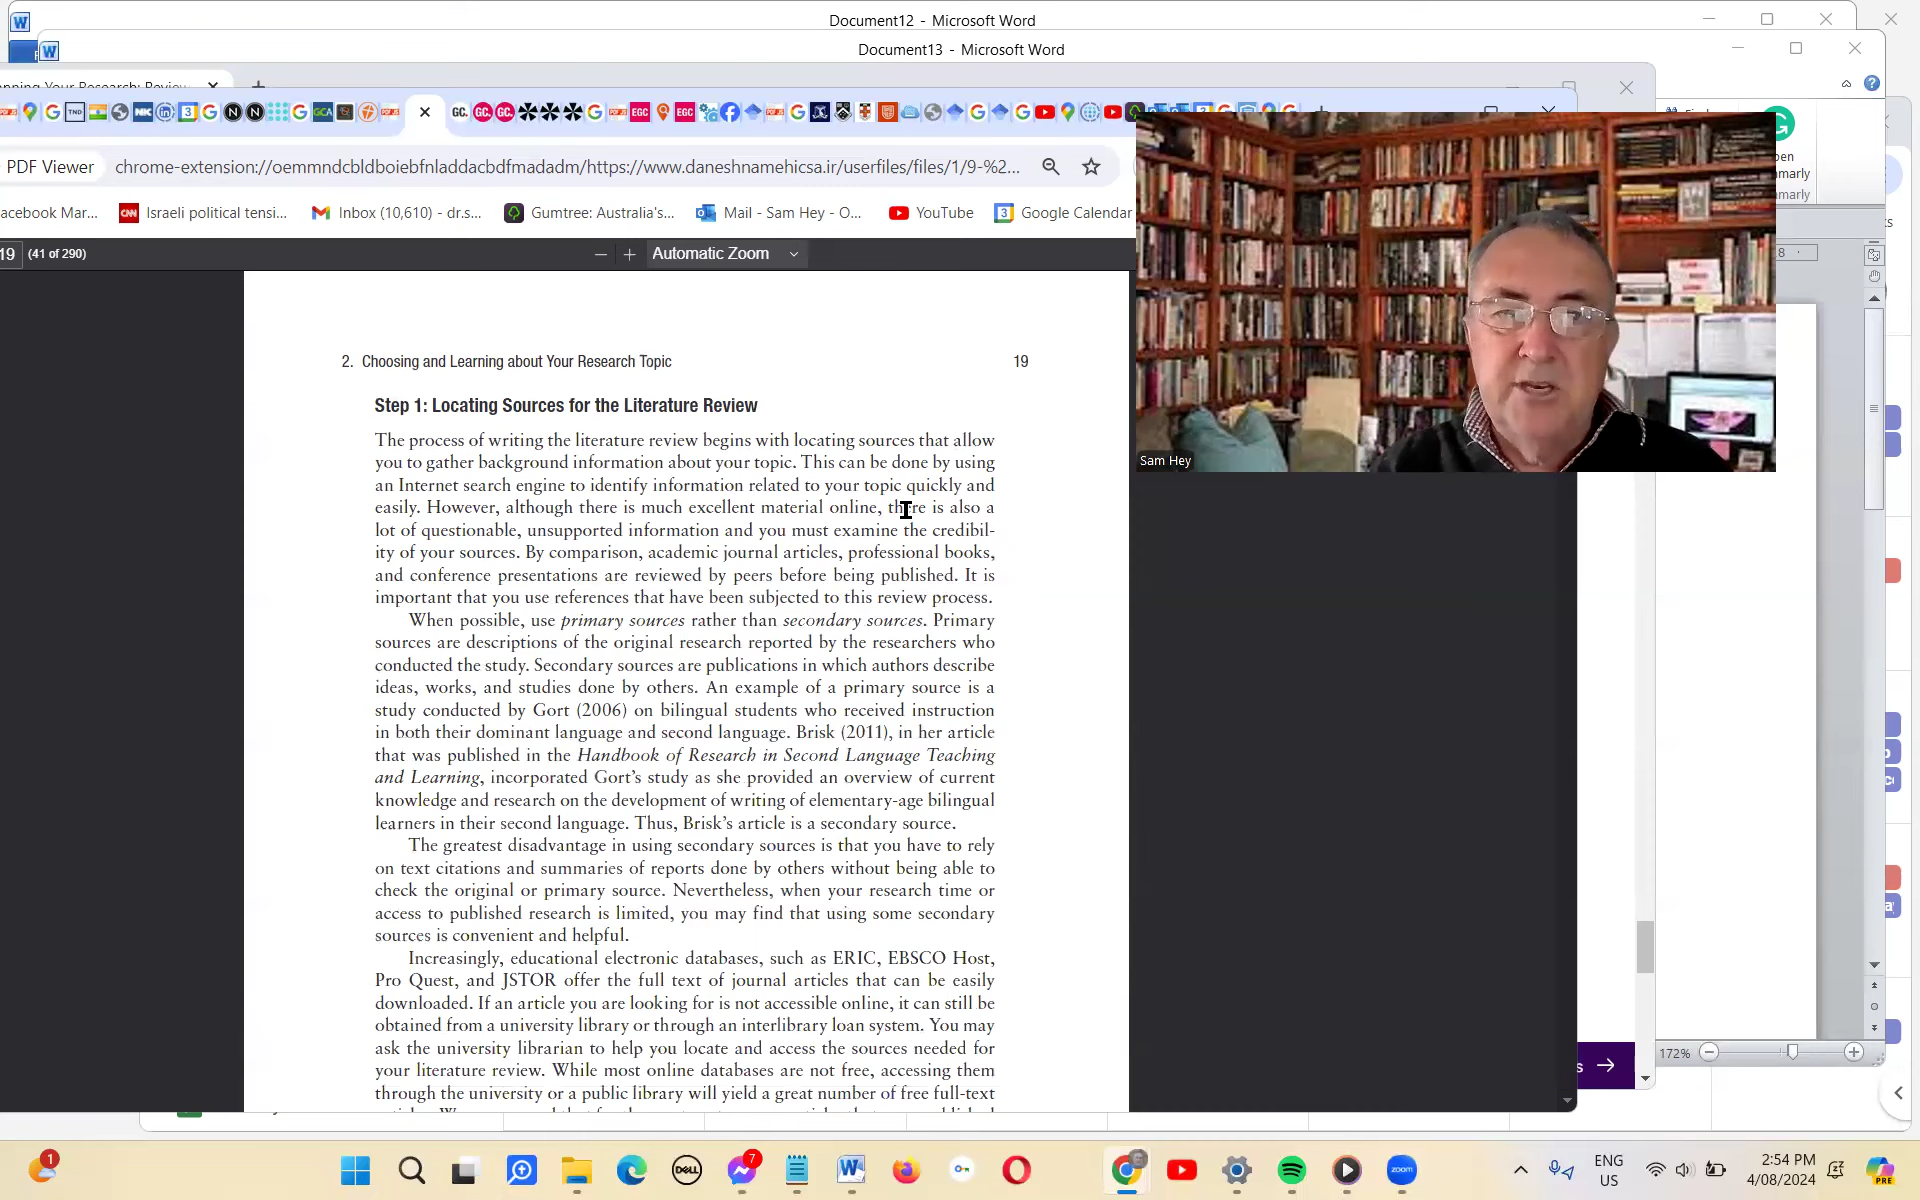 Document12 - Microsoft Word
Document13 - Microsoft Word
PDF Viewer
chrome-extension://oemmndcbldboiebfnladdacbdfmadadm/https://www.daneshnamehicsa.ir/userfiles/files/1/9-%2...
acebook Mar...
CNN
Israeli political tensi...
Inbox (10,610) - dr.s...
Gumtree: Australia's...
Mail - Sam Hey - O...
YouTube
Google Calendar
19
(41 of 290)
Automatic Zoom
2. Choosing and Learning about Your Research Topic
19
Step 1: Locating Sources for the Literature Review
The process of writing the literature review begins with locating sources that allow
you to gather background information about your topic. This can be done by using
an Internet search engine to identify information related to your topic quickly and
easily. However, although there is much excellent material online, there is also a
lot of questionable, unsupported information and you must examine the credibil-
ity of your sources. By comparison, academic journal articles, professional books,
and conference presentations are reviewed by peers before being published. It is
important that you use references that have been subjected to this review process.
When possible, use primary sources rather than secondary sources. Primary
sources are descriptions of the original research reported by the researchers who
conducted the study. Secondary sources are publications in which authors describe
ideas, works, and studies done by others. An example of a primary source is a
study conducted by Gort (2006) on bilingual students who received instruction
in both their dominant language and second language. Brisk (2011), in her article
that was published in the Handbook of Research in Second Language Teaching
and Learning, incorporated Gort's study as she provided an overview of current
knowledge and research on the development of writing of elementary-age bilingual
learners in their second language. Thus, Brisk's article is a secondary source.
The greatest disadvantage in using secondary sources is that you have to rely
on text citations and summaries of reports done by others without being able to
check the original or primary source. Nevertheless, when your research time or
access to published research is limited, you may find that using some secondary
sources is convenient and helpful.
Increasingly, educational electronic databases, such as ERIC, EBSCO Host,
Pro Quest, and JSTOR offer the full text of journal articles that can be easily
downloaded. If an article you are looking for is not accessible online, it can still be
obtained from a university library or through an interlibrary loan system. You may
ask the university librarian to help you locate and access the sources needed for
your literature review. While most online databases are not free, accessing them
through the university or a public library will yield a great number of free full-text
Sam Hey
172%
ENG
US
2:54 PM
4/08/2024